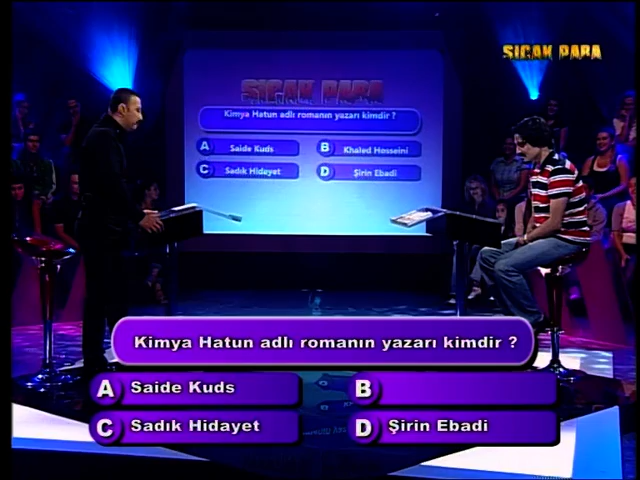 SICAK PARA
SICAK PARA
Kimya Hatun adlı romanın yazarı kimdir ?
A Saide Kuds
B Khaled Hosseini
C Sadık Hidayet
D Şirin Ebadi
Kimya Hatun adlı romanın yazarı kimdir ?
A Saide Kuds
B
C Sadık Hidayet
D Şirin Ebadi